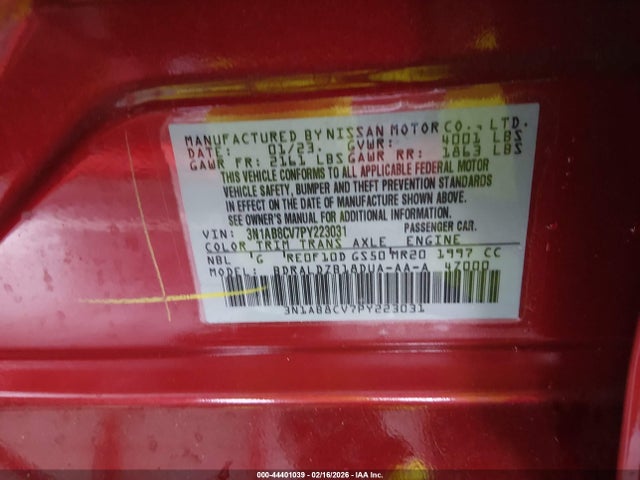 MANUFACTURED BY NISSAN MOTOR CO., LTD.
DATE: 01/23. GVWR: 4001 LBS
GAWR FR: 2161 LBS GAWR RR: 1863 LBS
THIS VEHICLE CONFORMS TO ALL APPLICABLE FEDERAL MOTOR
VEHICLE SAFETY, BUMPER AND THEFT PREVENTION STANDARDS
IN EFFECT ON THE DATE OF MANUFACTURE SHOWN ABOVE.
SEE OWNER'S MANUAL FOR ADDITIONAL INFORMATION.
VIN: 3N1AB8CV7PY223031 PASSENGER CAR.
COLOR TRIM TRANS AXLE ENGINE
NBL G RE0F10D GS50 MR20 1997 CC
MODEL: BDRALDZB18DUA-AA-A 47000
3N1AB8CV7PY223031
000-44401039 - 02/16/2026 - IAA Inc.